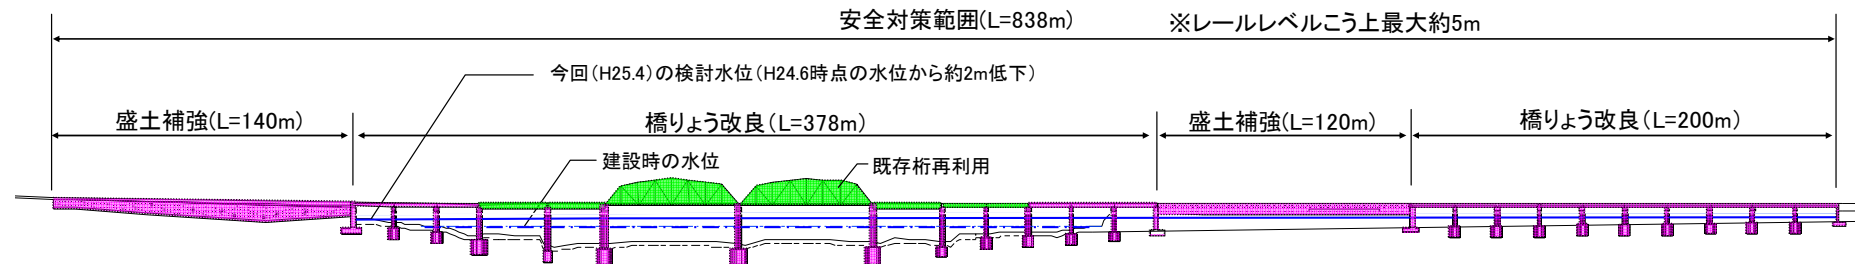 安全対策範囲(L=838m) ※レールレベルこう上最大約5m
今回(H25.4)の検討水位(H24.6時点の水位から約2m低下)
盛土補強(L=140m) 橋りょう改良(L=378m) 盛土補強(L=120m) 橋りょう改良(L=200m)
建設時の水位 既存桁再利用